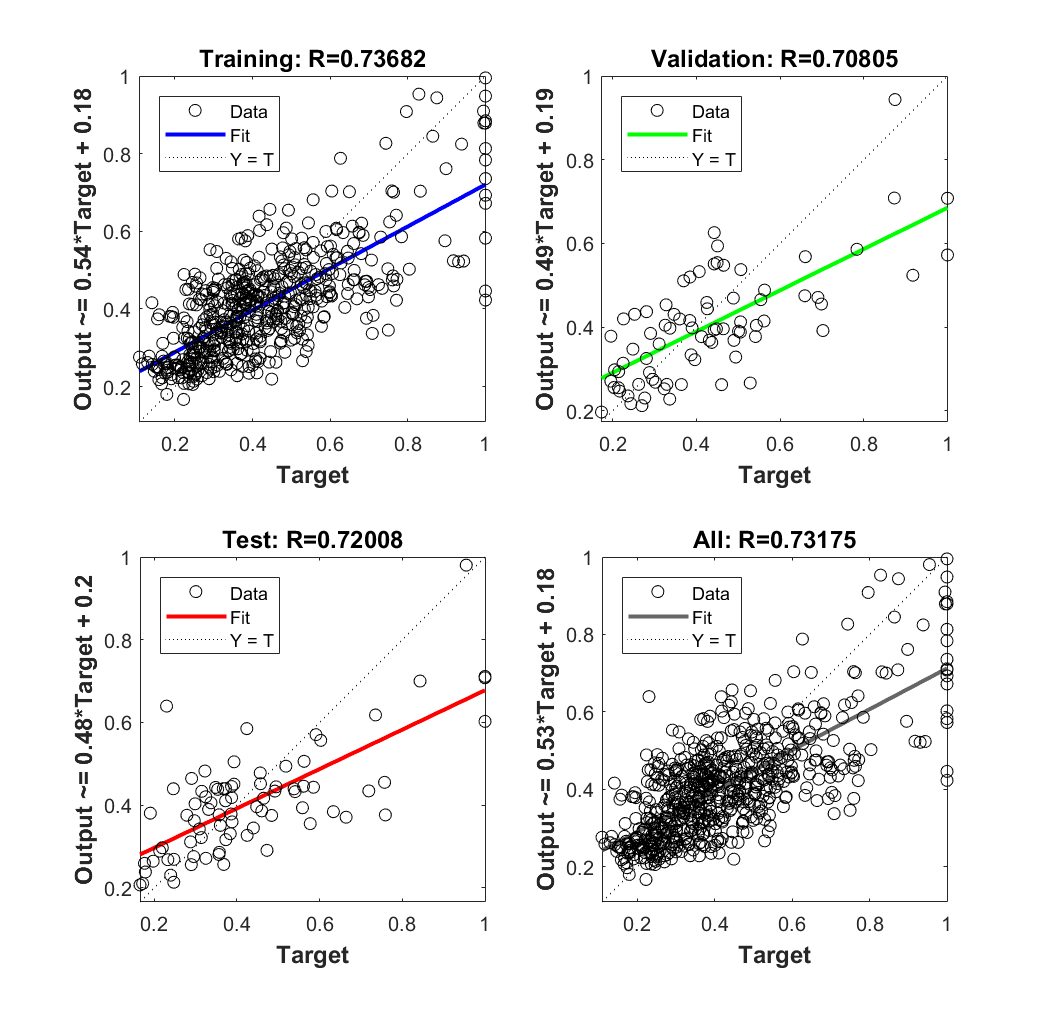 Training: R=0.73682
Output ~= 0.54*Target + 0.18
1
0.8
0.6
0.4
0.2
Data
Fit
Y = T
0.2 0.4 0.6 0.8 1
Target
Validation: R=0.70805
Output ~= 0.49*Target + 0.19
1
0.8
0.6
0.4
0.2
Data
Fit
Y = T
0.2 0.4 0.6 0.8 1
Target
Test: R=0.72008
Output ~= 0.48*Target + 0.2
1
0.8
0.6
0.4
0.2
Data
Fit
Y = T
0.2 0.4 0.6 0.8 1
Target
All: R=0.73175
Output ~= 0.53*Target + 0.18
1
0.8
0.6
0.4
0.2
Data
Fit
Y = T
0.2 0.4 0.6 0.8 1
Target